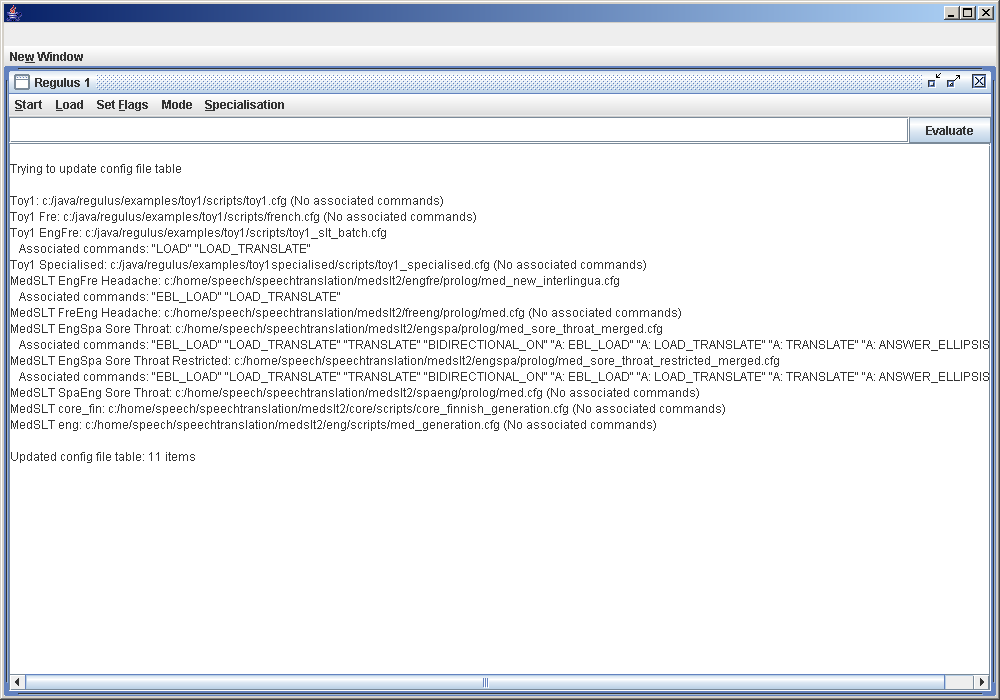 New Window
Regulus 1
Start Load Set Flags Mode Specialisation
Evaluate
Trying to update config file table
Toy1: c:/java/regulus/examples/toy1/scripts/toy1.cfg (No associated commands)
Toy1 Fre: c:/java/regulus/examples/toy1/scripts/french.cfg (No associated commands)
Toy1 EngFre: c:/java/regulus/examples/toy1/scripts/toy1_slt_batch.cfg
Associated commands: "LOAD" "LOAD_TRANSLATE"
Toy1 Specialised: c:/java/regulus/examples/toy1specialised/scripts/toy1_specialised.cfg (No associated commands)
MedSLT EngFre Headache: c:/home/speech/speechtranslation/medslt2/engfre/prolog/med_new_interlingua.cfg
Associated commands: "EBL_LOAD" "LOAD_TRANSLATE"
MedSLT FreEng Headache: c:/home/speech/speechtranslation/medslt2/freeng/prolog/med.cfg (No associated commands)
MedSLT EngSpa Sore Throat: c:/home/speech/speechtranslation/medslt2/engspa/prolog/med_sore_throat_merged.cfg
Associated commands: "EBL_LOAD" "LOAD_TRANSLATE" "TRANSLATE" "BIDIRECTIONAL_ON" "A: EBL_LOAD" "A: LOAD_TRANSLATE" "A: TRANSLATE" "A: ANSWER_ELLIPSIS
MedSLT EngSpa Sore Throat Restricted: c:/home/speech/speechtranslation/medslt2/engspa/prolog/med_sore_throat_restricted_merged.cfg
Associated commands: "EBL_LOAD" "LOAD_TRANSLATE" "TRANSLATE" "BIDIRECTIONAL_ON" "A: EBL_LOAD" "A: LOAD_TRANSLATE" "A: TRANSLATE" "A: ANSWER_ELLIPSIS
MedSLT SpaEng Sore Throat: c:/home/speech/speechtranslation/medslt2/spaeng/prolog/med.cfg (No associated commands)
MedSLT core_fin: c:/home/speech/speechtranslation/medslt2/core/scripts/core_finnish_generation.cfg (No associated commands)
MedSLT eng: c:/home/speech/speechtranslation/medslt2/eng/scripts/med_generation.cfg (No associated commands)
Updated config file table: 11 items